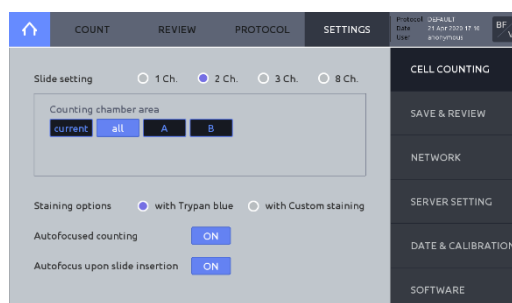 COUNT REVIEW PROTOCOL SETTINGS
Protocol DEFAULT
Date 21 Apr 2020 17 16
User anonymous
BF
Slide setting 1 Ch. 2 Ch. 3 Ch. 8 Ch.
Counting chamber area
current all A B
Staining options with Trypan blue with Custom staining
Autofocused counting ON
Autofocus upon slide insertion ON
CELL COUNTING
SAVE & REVIEW
NETWORK
SERVER SETTING
DATE & CALIBRATION
SOFTWARE